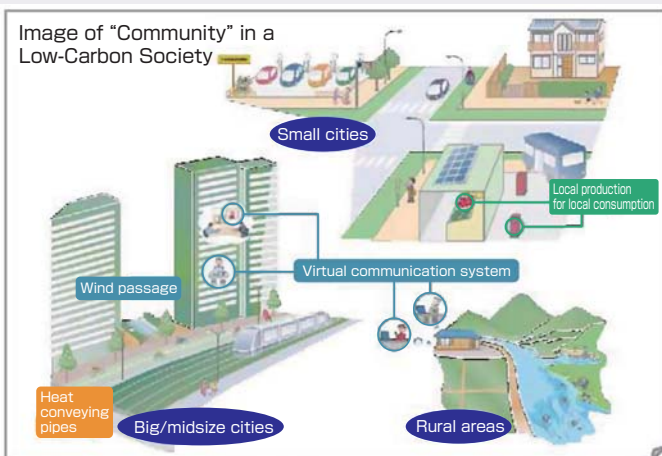 Image of “Community” in a
Low-Carbon Society
Small cities
Local production
for local consumption
Virtual communication system
Wind passage
Heat
conveying
pipes
Big/midsize cities
Rural areas